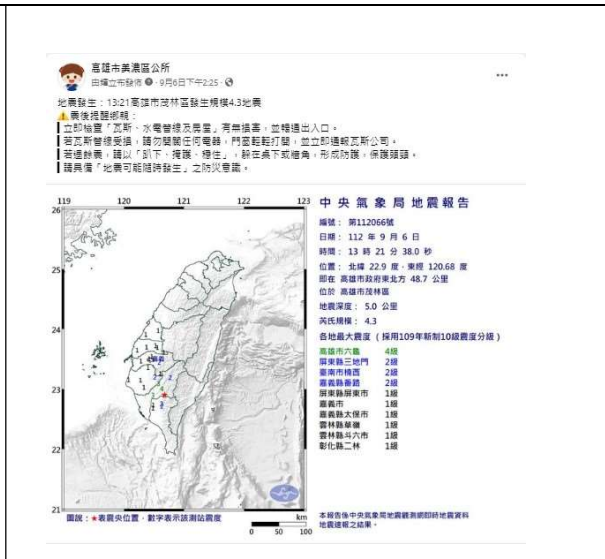 高雄市美濃區公所
9月6日下午2:25
地震發生：13:21高雄市茂林區發生規模4.3地震
⚠震後提醒鄉親：
立即檢查「瓦斯、水電管線及房屋」有無損害，並暢通出入口。
若瓦斯管線受損，請勿開關任何電器，門窗輕輕打開，並立即通報瓦斯公司。
若遇餘震，請以「趴下、掩護、穩住」，躲在桌下或牆角，形成防護，保護頭頸。
請具備「地震可能隨時發生」之防災意識。
中央氣象局地震報告
編號： 第112066號
日期： 112 年 9 月 6 日
時間： 13 時 21 分 38.0 秒
位置： 北緯 22.9 度．東經 120.68 度
即在 高雄市政府東北方 48.7 公里
位於 高雄市茂林區
地震深度： 5.0 公里
芮氏規模： 4.3
各地最大震度（採用109年新制10級震度分級）
高雄市六龜 4級
屏東縣三地門 2級
臺南市楠西 2級
嘉義縣番路 2級
屏東縣屏東市 1級
嘉義市 1級
嘉義縣太保市 1級
雲林縣草嶺 1級
雲林縣斗六市 1級
彰化縣二林 1級
本報告係中央氣象局地震觀測網即時地震資料
地震速報之結果。
119 120 121 122 123
26
25
24
23
22
21
圖說：★表震央位置，數字表示該測站震度
km
0 50 100